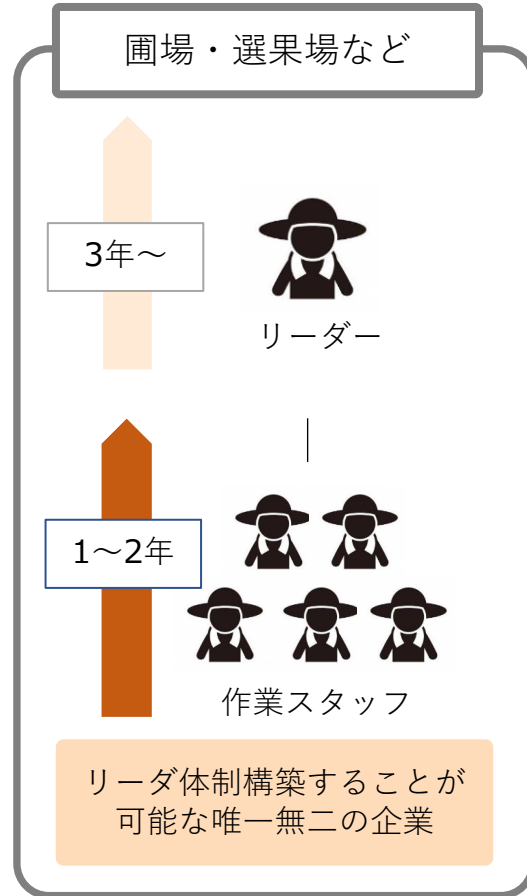 圃場・選果場など
3年～
リーダー
1～2年
作業スタッフ
リーダ体制構築することが
可能な唯一無二の企業